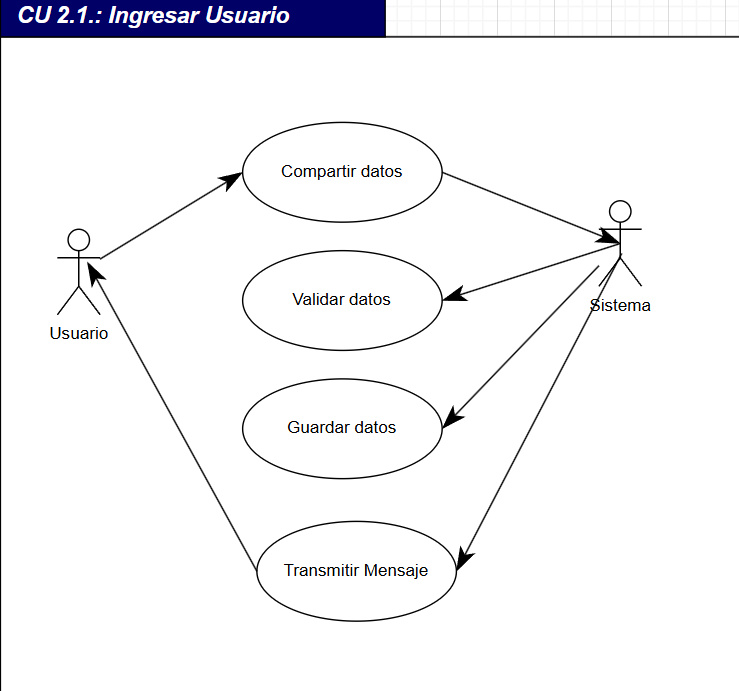 CU 2.1.: Ingresar Usuario
Compartir datos
Validar datos
Sistema
Usuario
Guardar datos
Transmitir Mensaje